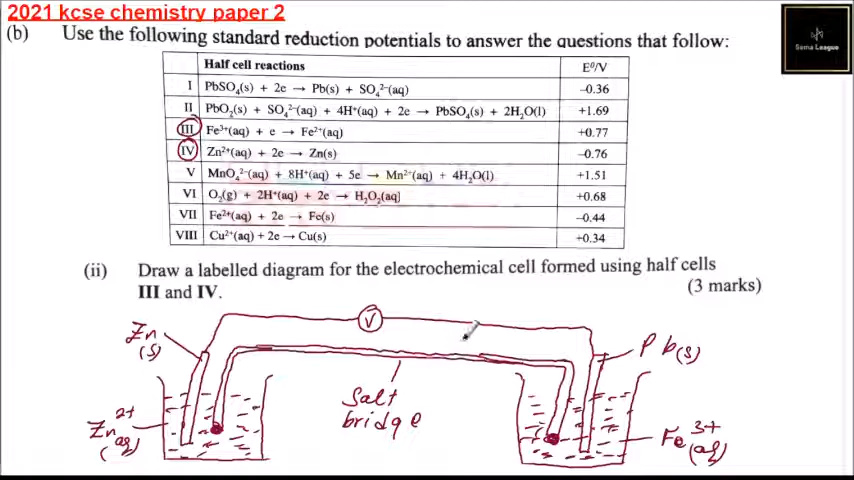 2021 kcse chemistry paper 2
(b) Use the following standard reduction potentials to answer the questions that follow:
Soma League
Half cell reactions E⁰/V
I PbSO₄(s) + 2e → Pb(s) + SO₄²⁻(aq) –0.36
II PbO₂(s) + SO₄²⁻(aq) + 4H⁺(aq) + 2e → PbSO₄(s) + 2H₂O(l) +1.69
III Fe³⁺(aq) + e → Fe²⁺(aq) +0.77
IV Zn²⁺(aq) + 2e → Zn(s) –0.76
V MnO₄²⁻(aq) + 8H⁺(aq) + 5e → Mn²⁺(aq) + 4H₂O(l) +1.51
VI O₂(g) + 2H⁺(aq) + 2e → H₂O₂(aq] +0.68
VII Fe²⁺(aq) + 2e → Fe(s) –0.44
VIII Cu²⁺(aq) + 2e → Cu(s) +0.34
(ii) Draw a labelled diagram for the electrochemical cell formed using half cells
III and IV. (3 marks)
V
Zn
(s)
Pb(s)
Salt
bridge
Zn²⁺
(aq)
Fe³⁺
(aq)